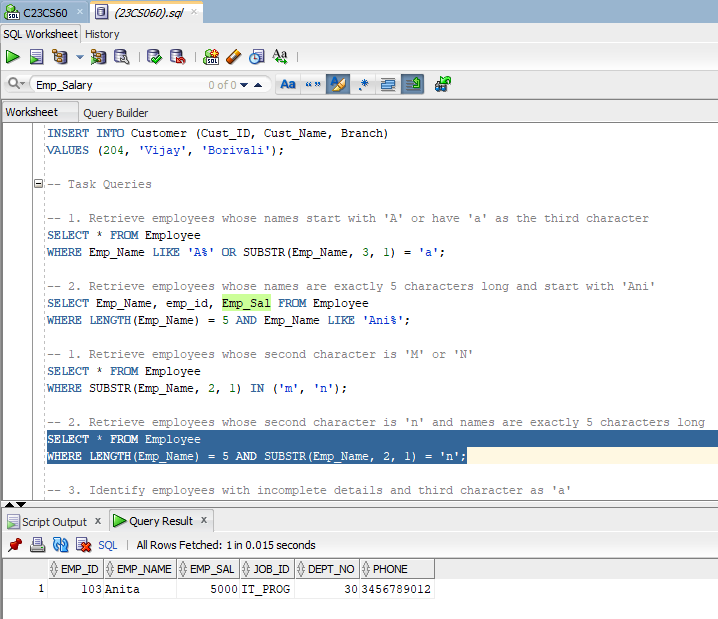 C23CS60 (23CS060).sql
SQL Worksheet History
Emp_Salary 0 of 0 Aa “ ” .*
Worksheet Query Builder
INSERT INTO Customer (Cust_ID, Cust_Name, Branch)
VALUES (204, 'Vijay', 'Borivali');
-- Task Queries
-- 1. Retrieve employees whose names start with 'A' or have 'a' as the third character
SELECT * FROM Employee
WHERE Emp_Name LIKE 'A%' OR SUBSTR(Emp_Name, 3, 1) = 'a';
-- 2. Retrieve employees whose names are exactly 5 characters long and start with 'Ani'
SELECT Emp_Name, emp_id, Emp_Sal FROM Employee
WHERE LENGTH(Emp_Name) = 5 AND Emp_Name LIKE 'Ani%';
-- 1. Retrieve employees whose second character is 'M' or 'N'
SELECT * FROM Employee
WHERE SUBSTR(Emp_Name, 2, 1) IN ('m', 'n');
-- 2. Retrieve employees whose second character is 'n' and names are exactly 5 characters long
SELECT * FROM Employee
WHERE LENGTH(Emp_Name) = 5 AND SUBSTR(Emp_Name, 2, 1) = 'n';
-- 3. Identify employees with incomplete details and third character as 'a'
Script Output x Query Result x
SQL | All Rows Fetched: 1 in 0.015 seconds
EMP_ID EMP_NAME EMP_SAL JOB_ID DEPT_NO PHONE
1 103 Anita 5000 IT_PROG 30 3456789012